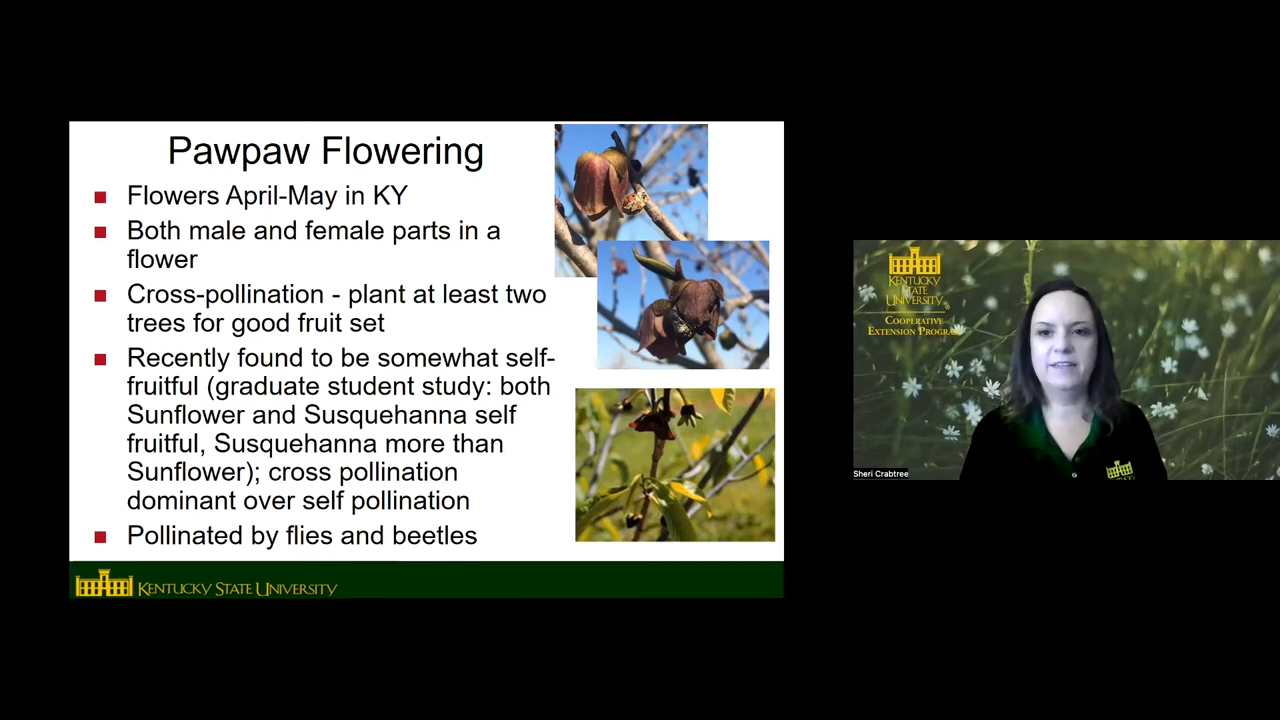 Pawpaw Flowering
Flowers April-May in KY
Both male and female parts in a
flower
Cross-pollination - plant at least two
trees for good fruit set
Recently found to be somewhat self-
fruitful (graduate student study: both
Sunflower and Susquehanna self
fruitful, Susquehanna more than
Sunflower); cross pollination
dominant over self pollination
Pollinated by flies and beetles
KENTUCKY STATE UNIVERSITY
KENTUCKY
STATE
UNIVERSITY
COOPERATIVE
EXTENSION PROGRA
Sheri Crabtree